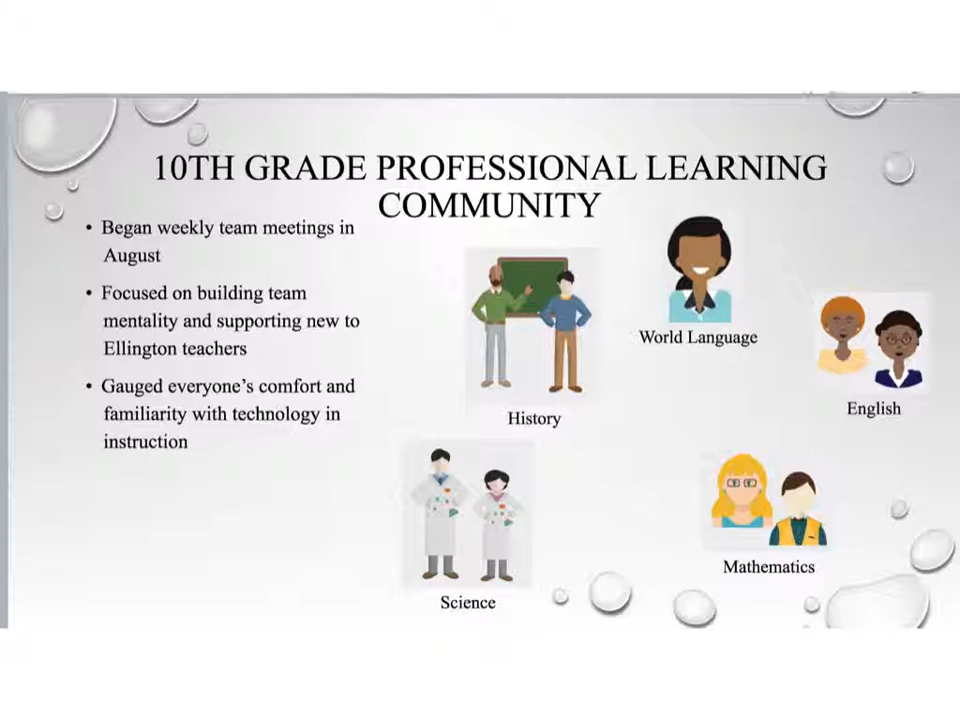 10TH GRADE PROFESSIONAL LEARNING
COMMUNITY
• Began weekly team meetings in
August
• Focused on building team
mentality and supporting new to
Ellington teachers
• Gauged everyone’s comfort and
familiarity with technology in
instruction
World Language
English
History
Mathematics
Science